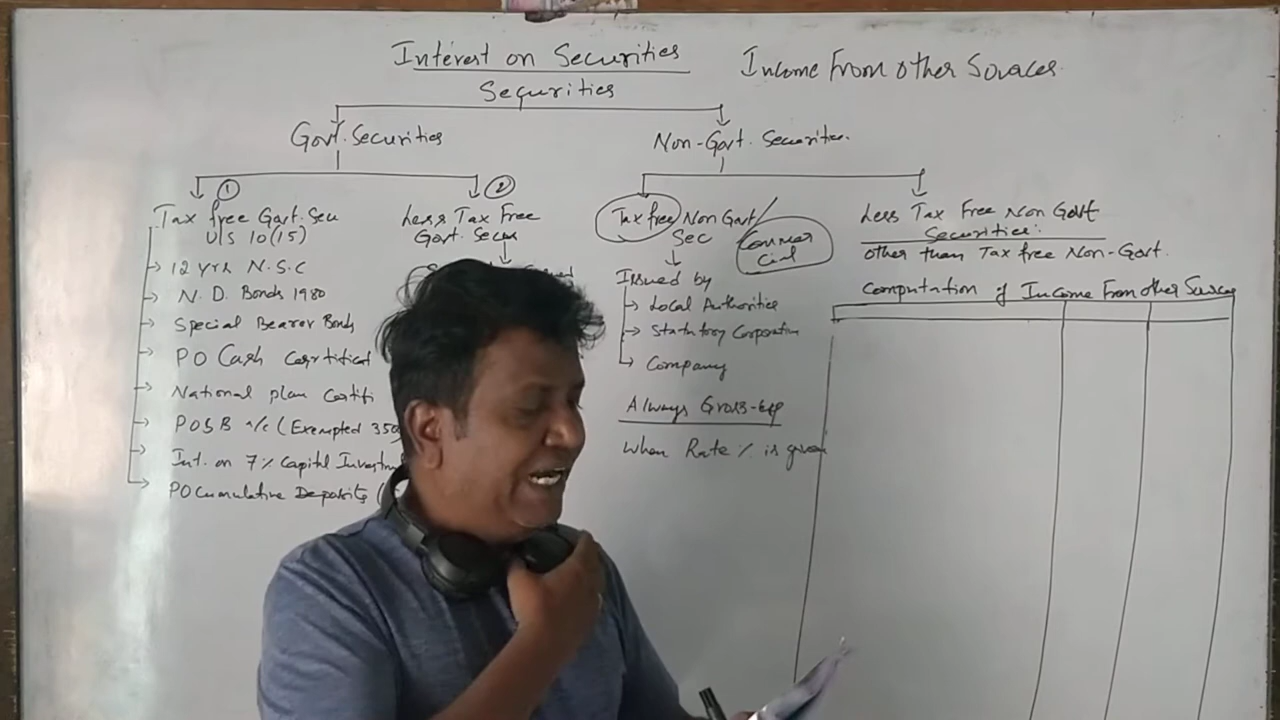 Interest on Securities
Income From Other Sources
Securities
Govt. Securities
Non-Govt. Securities.
①
Tax free Govt. Sec
U/S 10(15)
→ 12 yrs N.S.C
→ N.D. Bonds 1980
→ Special Bearer Bonds
→ PO Cash
→ National plan Certifi
→ POSB a/c (Exempted 350
→ Int. on 7% Capital Investm
→ PO Cumulative Deposits (
②
Less Tax Free
Govt. Secur
Tax free Non Govt
Sec
Commercial
Issued by
→ Local Authorities
→ Statutory Corporation
→ Company
Always Gross-up
When Rate % is given
Less Tax Free Non Govt
Securities:
other than Tax free Non-Govt.
Computation of Income From Other Sources